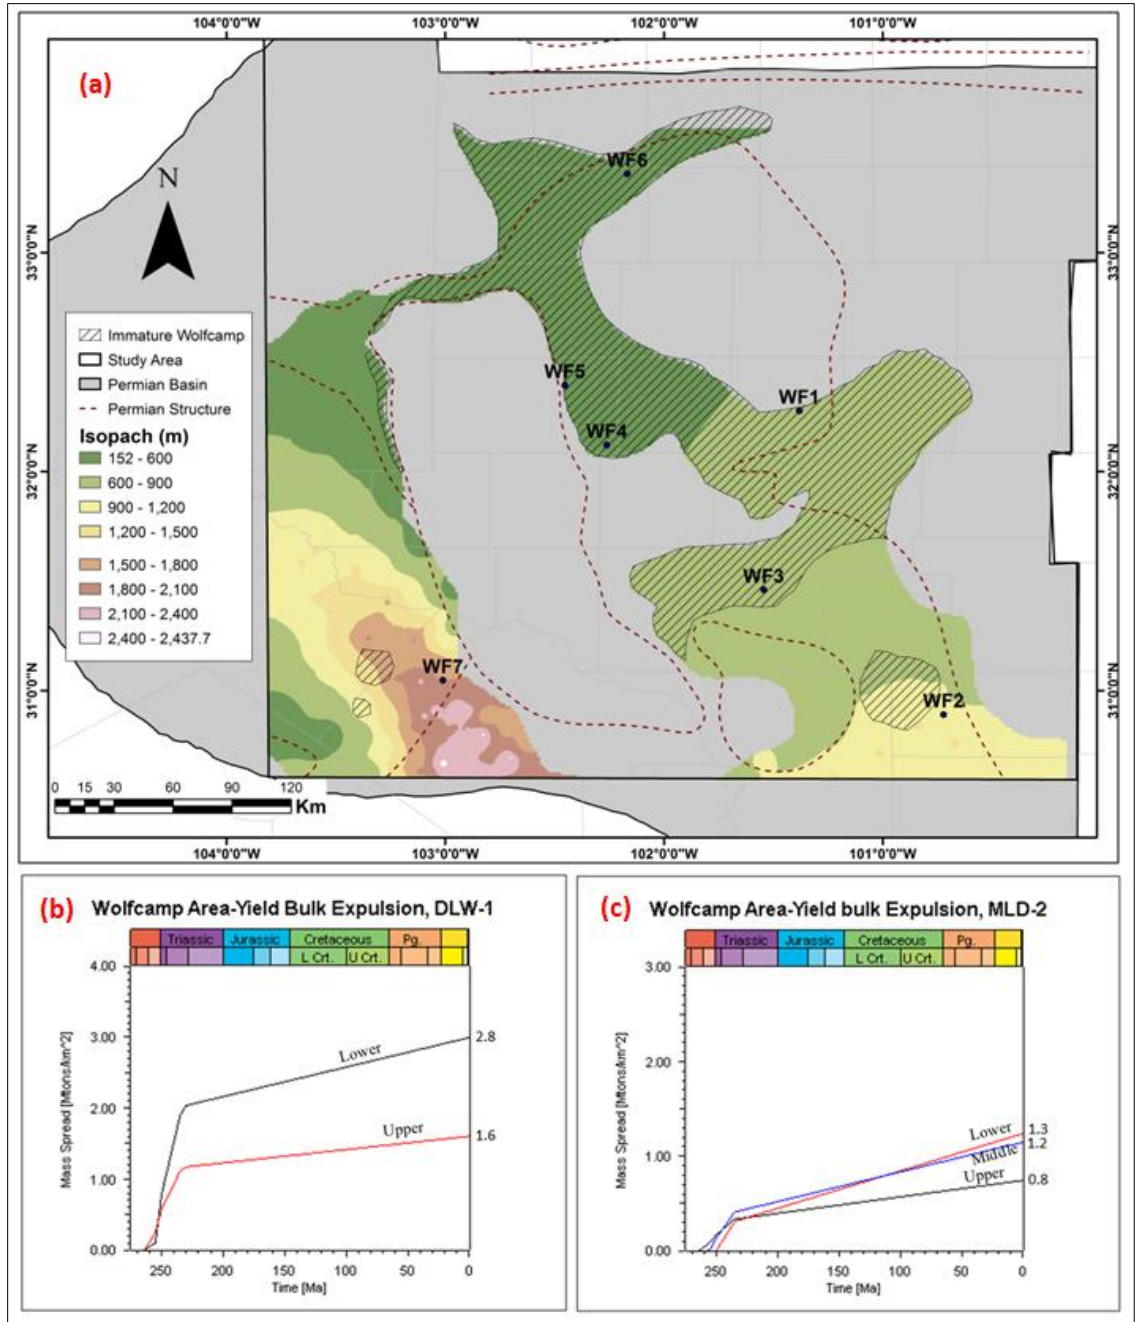 104°0'0"W 103°0'0"W 102°0'0"W 101°0'0"W
(a)
N
33°0'0"N
33°0'0"N
32°0'0"N
32°0'0"N
31°0'0"N
31°0'0"N
WF6
WF5
WF1
WF4
WF3
WF7
WF2
Immature Wolfcamp
Study Area
Permian Basin
Permian Structure
Isopach (m)
152 - 600
600 - 900
900 - 1,200
1,200 - 1,500
1,500 - 1,800
1,800 - 2,100
2,100 - 2,400
2,400 - 2,437.7
0 15 30 60 90 120
Km
104°0'0"W 103°0'0"W 102°0'0"W 101°0'0"W
(b) Wolfcamp Area-Yield Bulk Expulsion, DLW-1
Triassic Jurassic Cretaceous Pg.
L Crt. U Crt.
4.00
3.00
2.00
1.00
0.00
Mass Spread [Mtons/km^2]
Lower
2.8
Upper
1.6
250 200 150 100 50 0
Time [Ma]
(c) Wolfcamp Area-Yield bulk Expulsion, MLD-2
Triassic Jurassic Cretaceous Pg.
L Crt. U Crt.
3.00
2.00
1.00
0.00
Mass Spread [Mtons/km^2]
Lower
1.3
Middle
1.2
Upper
0.8
250 200 150 100 50 0
Time [Ma]